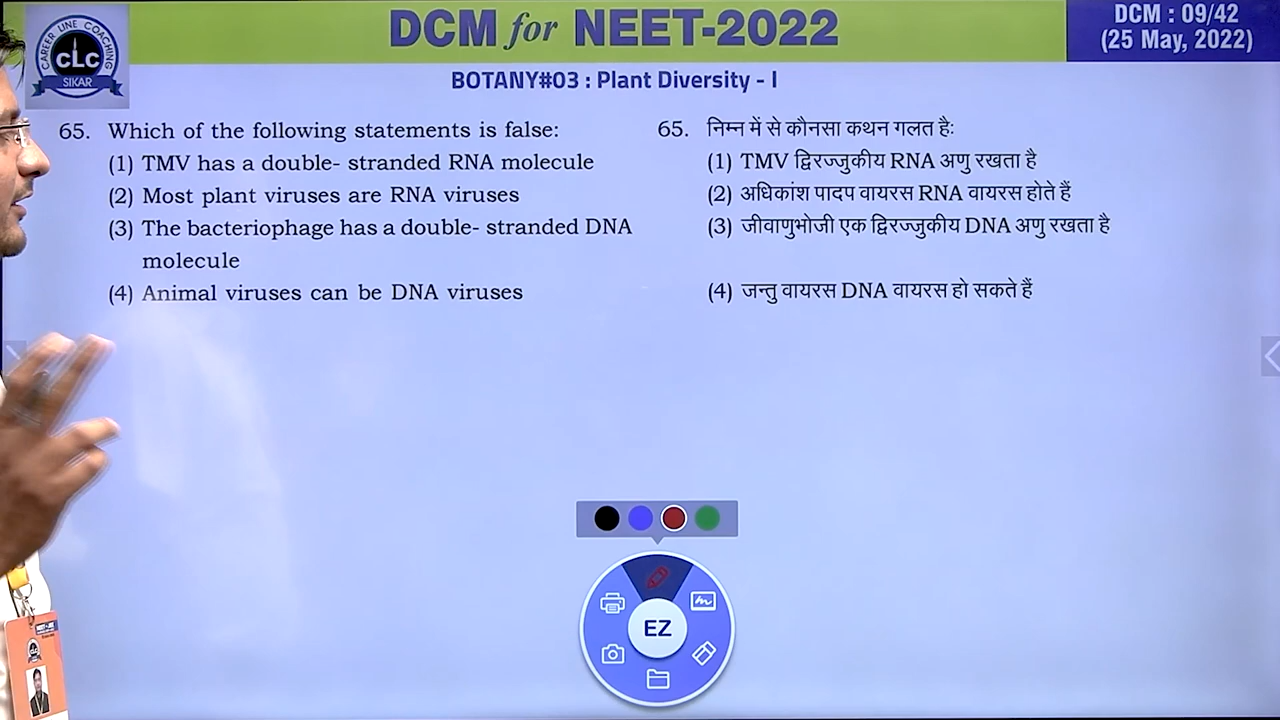 DCM for NEET-2022
DCM : 09/42
(25 May, 2022)
CAREER LINE COACHING
CLC
SIKAR
BOTANY#03 : Plant Diversity - I
65. Which of the following statements is false:
(1) TMV has a double- stranded RNA molecule
(2) Most plant viruses are RNA viruses
(3) The bacteriophage has a double- stranded DNA
molecule
(4) Animal viruses can be DNA viruses
65. निम्न में से कौनसा कथन गलत है:
(1) TMV द्विरज्जुकीय RNA अणु रखता है
(2) अधिकांश पादप वायरस RNA वायरस होते हैं
(3) जीवाणुभोजी एक द्विरज्जुकीय DNA अणु रखता है
(4) जन्तु वायरस DNA वायरस हो सकते हैं
EZ